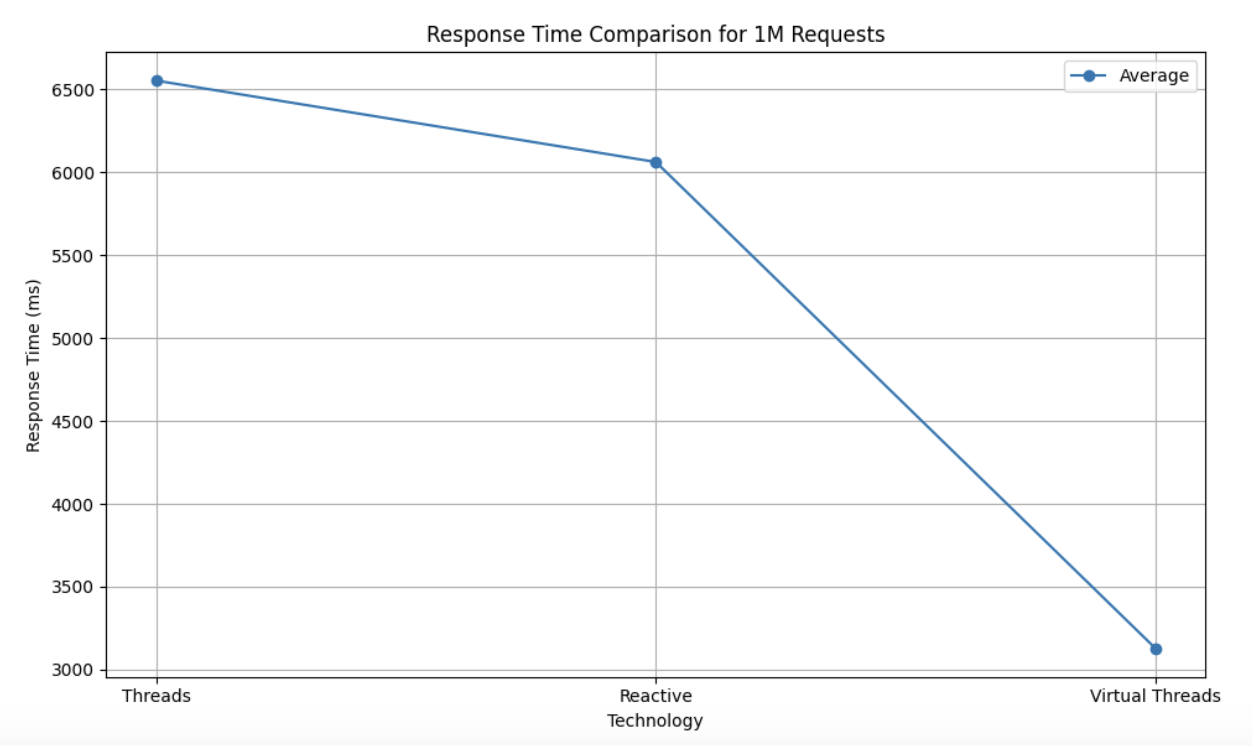 Response Time Comparison for 1M Requests
Average
6500
6000
5500
5000
4500
4000
3500
3000
Response Time (ms)
Threads
Reactive
Virtual Threads
Technology